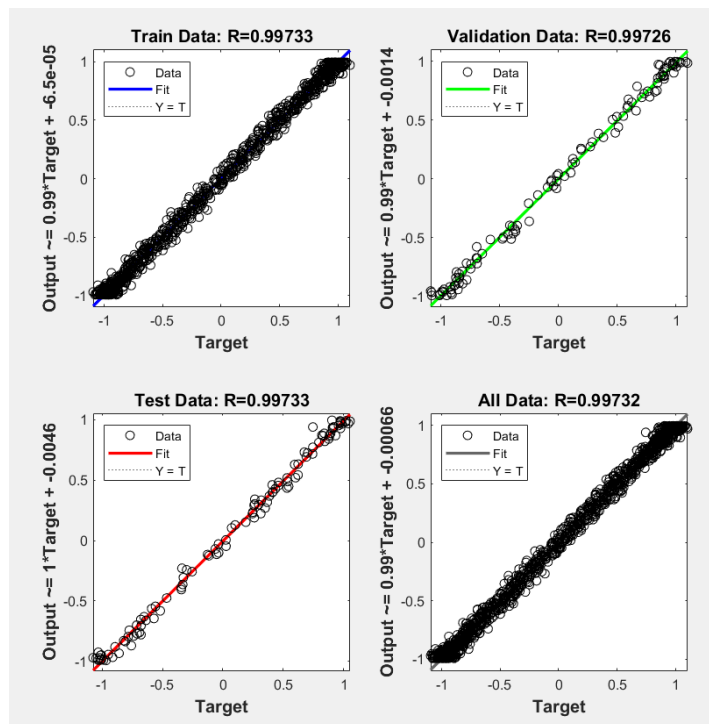 Train Data: R=0.99733
Output ~= 0.99*Target + -6.5e-05
1
0.5
0
-0.5
-1
Data
Fit
Y = T
-1
-0.5
0
0.5
1
Target
Validation Data: R=0.99726
Output ~= 0.99*Target + -0.0014
1
0.5
0
-0.5
-1
Data
Fit
Y = T
-1
-0.5
0
0.5
1
Target
Test Data: R=0.99733
Output ~= 1*Target + -0.0046
1
0.5
0
-0.5
-1
Data
Fit
Y = T
-1
-0.5
0
0.5
1
Target
All Data: R=0.99732
Output ~= 0.99*Target + -0.00066
1
0.5
0
-0.5
-1
Data
Fit
Y = T
-1
-0.5
0
0.5
1
Target